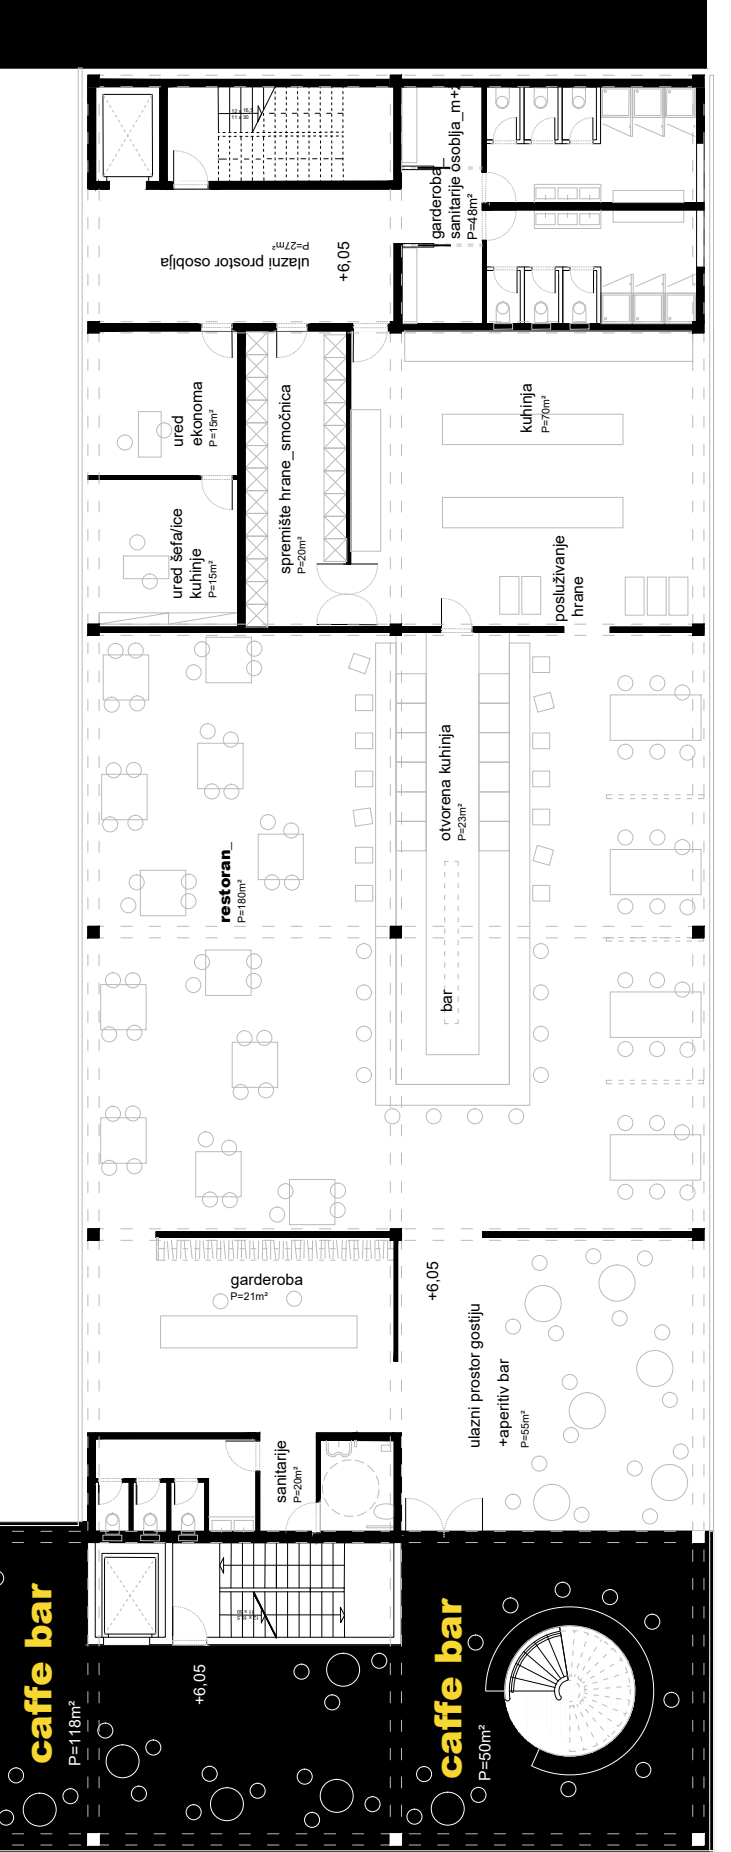 garderoba_
sanitarije osoblja_m+ž
P=48m²
ulazni prostor osoblja
P=27m²
+6,05
ured
ekonoma
P=15m²
spremište hrane_smočnica
P=20m²
kuhinja
P=70m²
ured šefa/ice
kuhinje
P=15m²
posluživanje
hrane
restoran_
P=180m²
otvorena kuhinja
P=23m²
bar
garderoba
P=21m²
+6,05
ulazni prostor gostiju
+aperitiv bar
P=55m²
sanitarije
P=20m²
caffe bar
P=118m²
+6,05
caffe bar
P=50m²